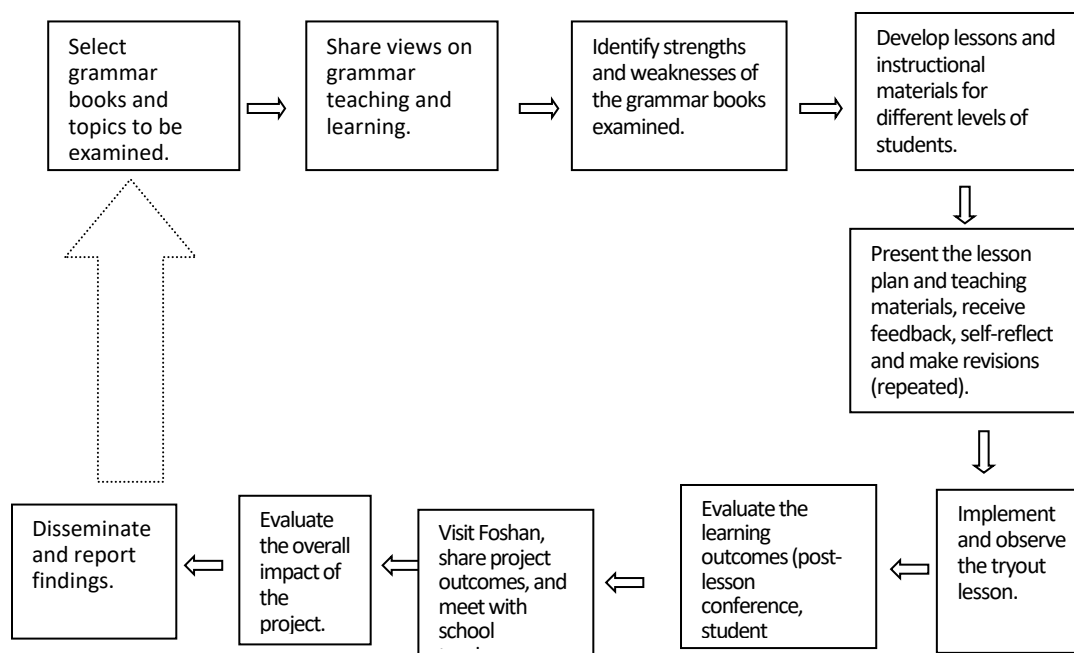 Select
grammar
books and
topics to be
examined.
Share views on
grammar
teaching and
learning.
Identify strengths
and weaknesses of
the grammar books
examined.
Develop lessons and
instructional
materials for
different levels of
students.
Present the lesson
plan and teaching
materials, receive
feedback, self-reflect
and make revisions
(repeated).
Implement
and observe
the tryout
lesson.
Evaluate the
learning
outcomes (post-
lesson
conference,
student
Visit Foshan,
share project
outcomes, and
meet with
school
Evaluate
the overall
impact of
the
project.
Disseminate
and report
findings.